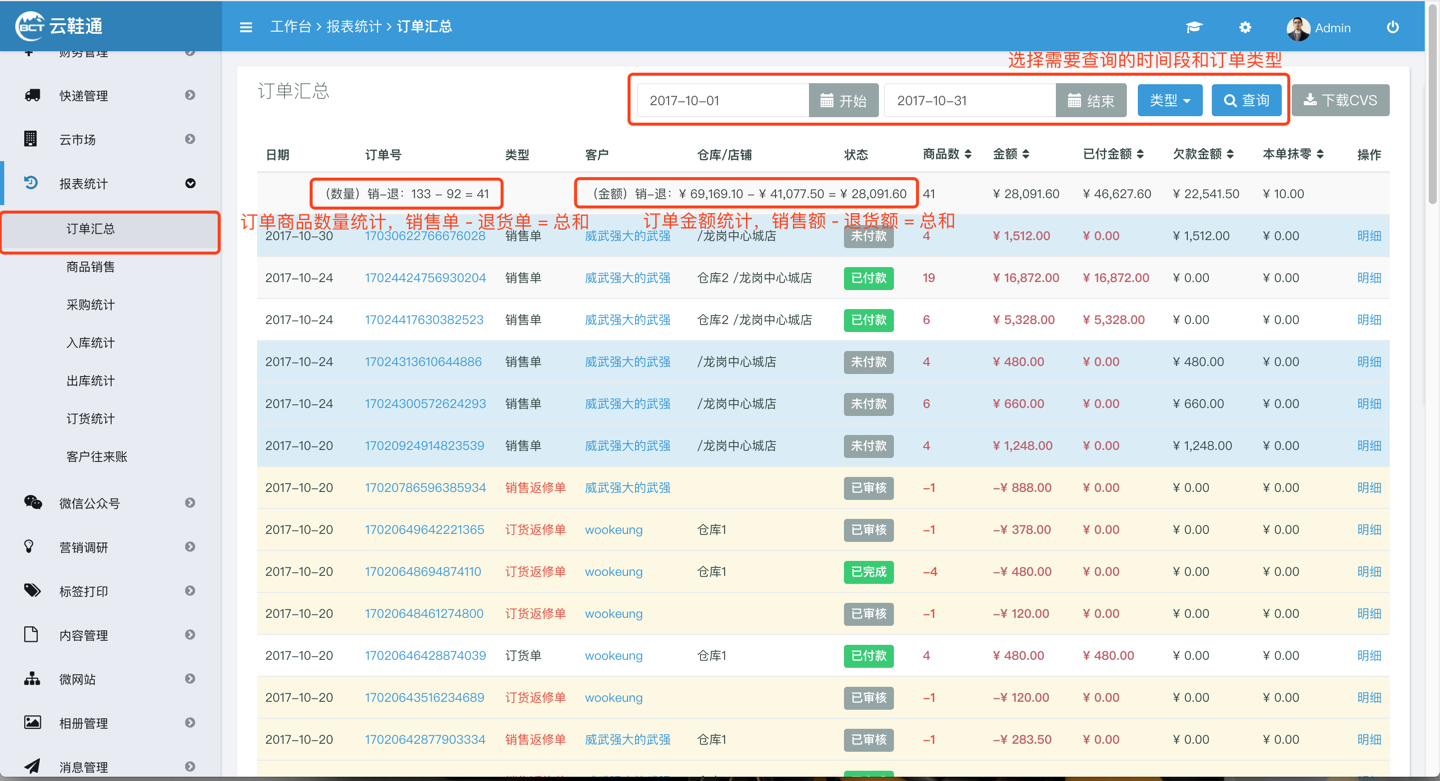 BCT 云鞋通
工作台 > 报表统计 > 订单汇总
Admin
财务管理
快递管理
云市场
报表统计
订单汇总
商品销售
采购统计
入库统计
出库统计
订货统计
客户往来账
微信公众号
营销调研
标签打印
内容管理
微网站
相册管理
消息管理
选择需要查询的时间段和订单类型
订单汇总
2017-10-01 开始 2017-10-31 结束 类型 查询 下载CVS
日期 订单号 类型 客户 仓库/店铺 状态 商品数 金额 已付金额 欠款金额 本单抹零 操作
（数量）销-退：133 - 92 = 41 （金额）销-退：¥ 69,169.10 - ¥ 41,077.50 = ¥ 28,091.60 41 ¥ 28,091.60 ¥ 46,627.60 ¥ 22,541.50 ¥ 10.00
订单商品数量统计，销售单 - 退货单 = 总和 订单金额统计，销售额 - 退货额 = 总和
2017-10-30 17030622766676028 销售单 威武强大的武强 /龙岗中心城店 未付款 4 ¥ 1,512.00 ¥ 0.00 ¥ 1,512.00 ¥ 0.00 明细
2017-10-24 17024424756930204 销售单 威武强大的武强 仓库2 /龙岗中心城店 已付款 19 ¥ 16,872.00 ¥ 16,872.00 ¥ 0.00 ¥ 0.00 明细
2017-10-24 17024417630382523 销售单 威武强大的武强 仓库2 /龙岗中心城店 已付款 6 ¥ 5,328.00 ¥ 5,328.00 ¥ 0.00 ¥ 0.00 明细
2017-10-24 17024313610644886 销售单 威武强大的武强 /龙岗中心城店 未付款 4 ¥ 480.00 ¥ 0.00 ¥ 480.00 ¥ 0.00 明细
2017-10-24 17024300572624293 销售单 威武强大的武强 /龙岗中心城店 未付款 6 ¥ 660.00 ¥ 0.00 ¥ 660.00 ¥ 0.00 明细
2017-10-20 17020924914823539 销售单 威武强大的武强 /龙岗中心城店 未付款 4 ¥ 1,248.00 ¥ 0.00 ¥ 1,248.00 ¥ 0.00 明细
2017-10-20 17020786596385934 销售返修单 威武强大的武强 已审核 -1 -¥ 888.00 ¥ 0.00 ¥ 0.00 ¥ 0.00 明细
2017-10-20 17020649642221365 订货返修单 wookeung 仓库1 已审核 -1 -¥ 378.00 ¥ 0.00 ¥ 0.00 ¥ 0.00 明细
2017-10-20 17020648694874110 订货返修单 wookeung 仓库1 已完成 -4 -¥ 480.00 ¥ 0.00 ¥ 0.00 ¥ 0.00 明细
2017-10-20 17020648461274800 订货返修单 wookeung 已审核 -1 -¥ 120.00 ¥ 0.00 ¥ 0.00 ¥ 0.00 明细
2017-10-20 17020646428874039 订货单 wookeung 仓库1 已付款 4 ¥ 480.00 ¥ 480.00 ¥ 0.00 ¥ 0.00 明细
2017-10-20 17020643516234689 订货返修单 wookeung 已审核 -1 -¥ 120.00 ¥ 0.00 ¥ 0.00 ¥ 0.00 明细
2017-10-20 17020642877903334 销售返修单 威武强大的武强 仓库1 已审核 -1 -¥ 283.50 ¥ 0.00 ¥ 0.00 ¥ 0.00 明细